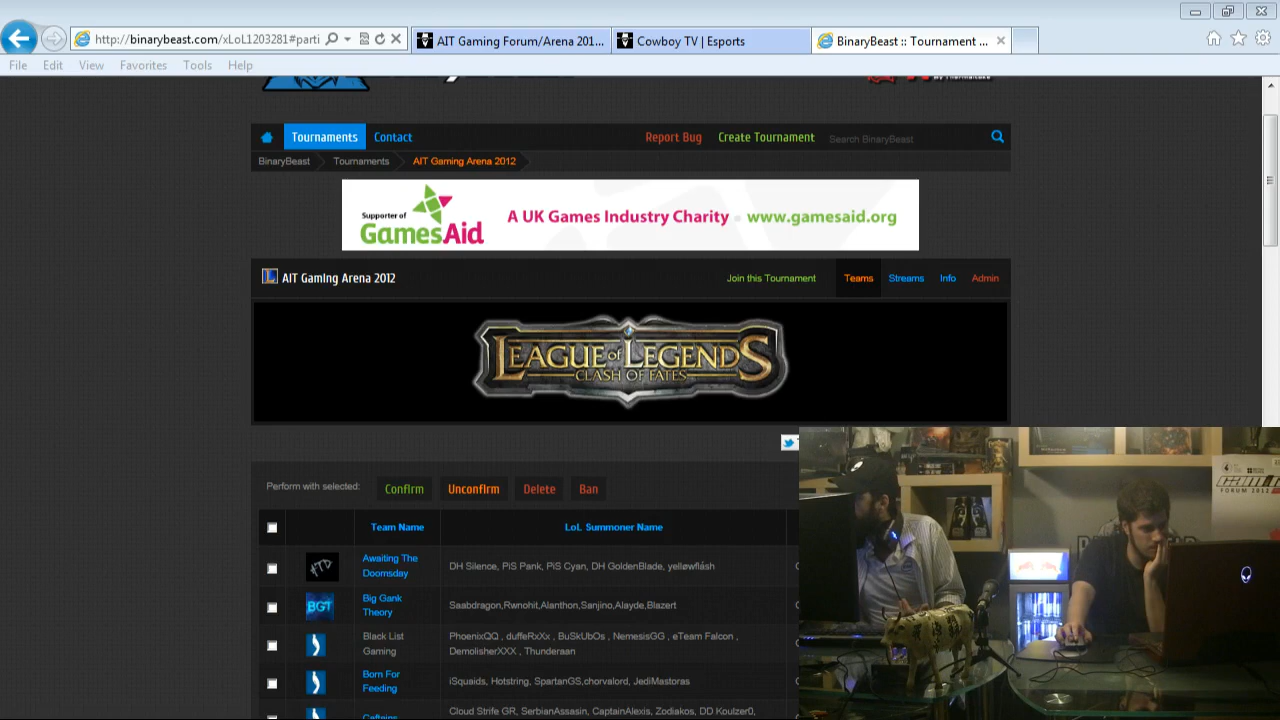 http://binarybeast.com/xLoL1203281#parti
AIT Gaming Forum/Arena 201...
Cowboy TV | Esports
BinaryBeast :: Tournament ...
File Edit View Favorites Tools Help
Tournaments Contact Report Bug Create Tournament Search BinaryBeast
BinaryBeast Tournaments AIT Gaming Arena 2012
Supporter of
GamesAid
A UK Games Industry Charity • www.gamesaid.org
AIT Gaming Arena 2012 Join this Tournament Teams Streams Info Admin
LEAGUE of LEGENDS
CLASH OF FATES
Perform with selected: Confirm Unconfirm Delete Ban
Team Name LoL Summoner Name
Awaiting The
Doomsday
DH Silence, PiS Pank, PiS Cyan, DH GoldenBlade, yelløwflásh
BGT
Big Gank
Theory
Saabdragon,Rwnohit,Alanthon,Sanjino,Alayde,Blazert
Black List
Gaming
PhoenixQQ , duffeRxXx , BuSkUbOs , NemesisGG , eTeam Falcon ,
DemolisherXXX , Thunderaan
Born For
Feeding
iSquaids, Hotstring, SpartanGS,chorvalord, JediMastoras
Cloud Strife GR, SerbianAssasin, CaptainAlexis, Zodiakos, DD Koulzer0,
FORUM 2011